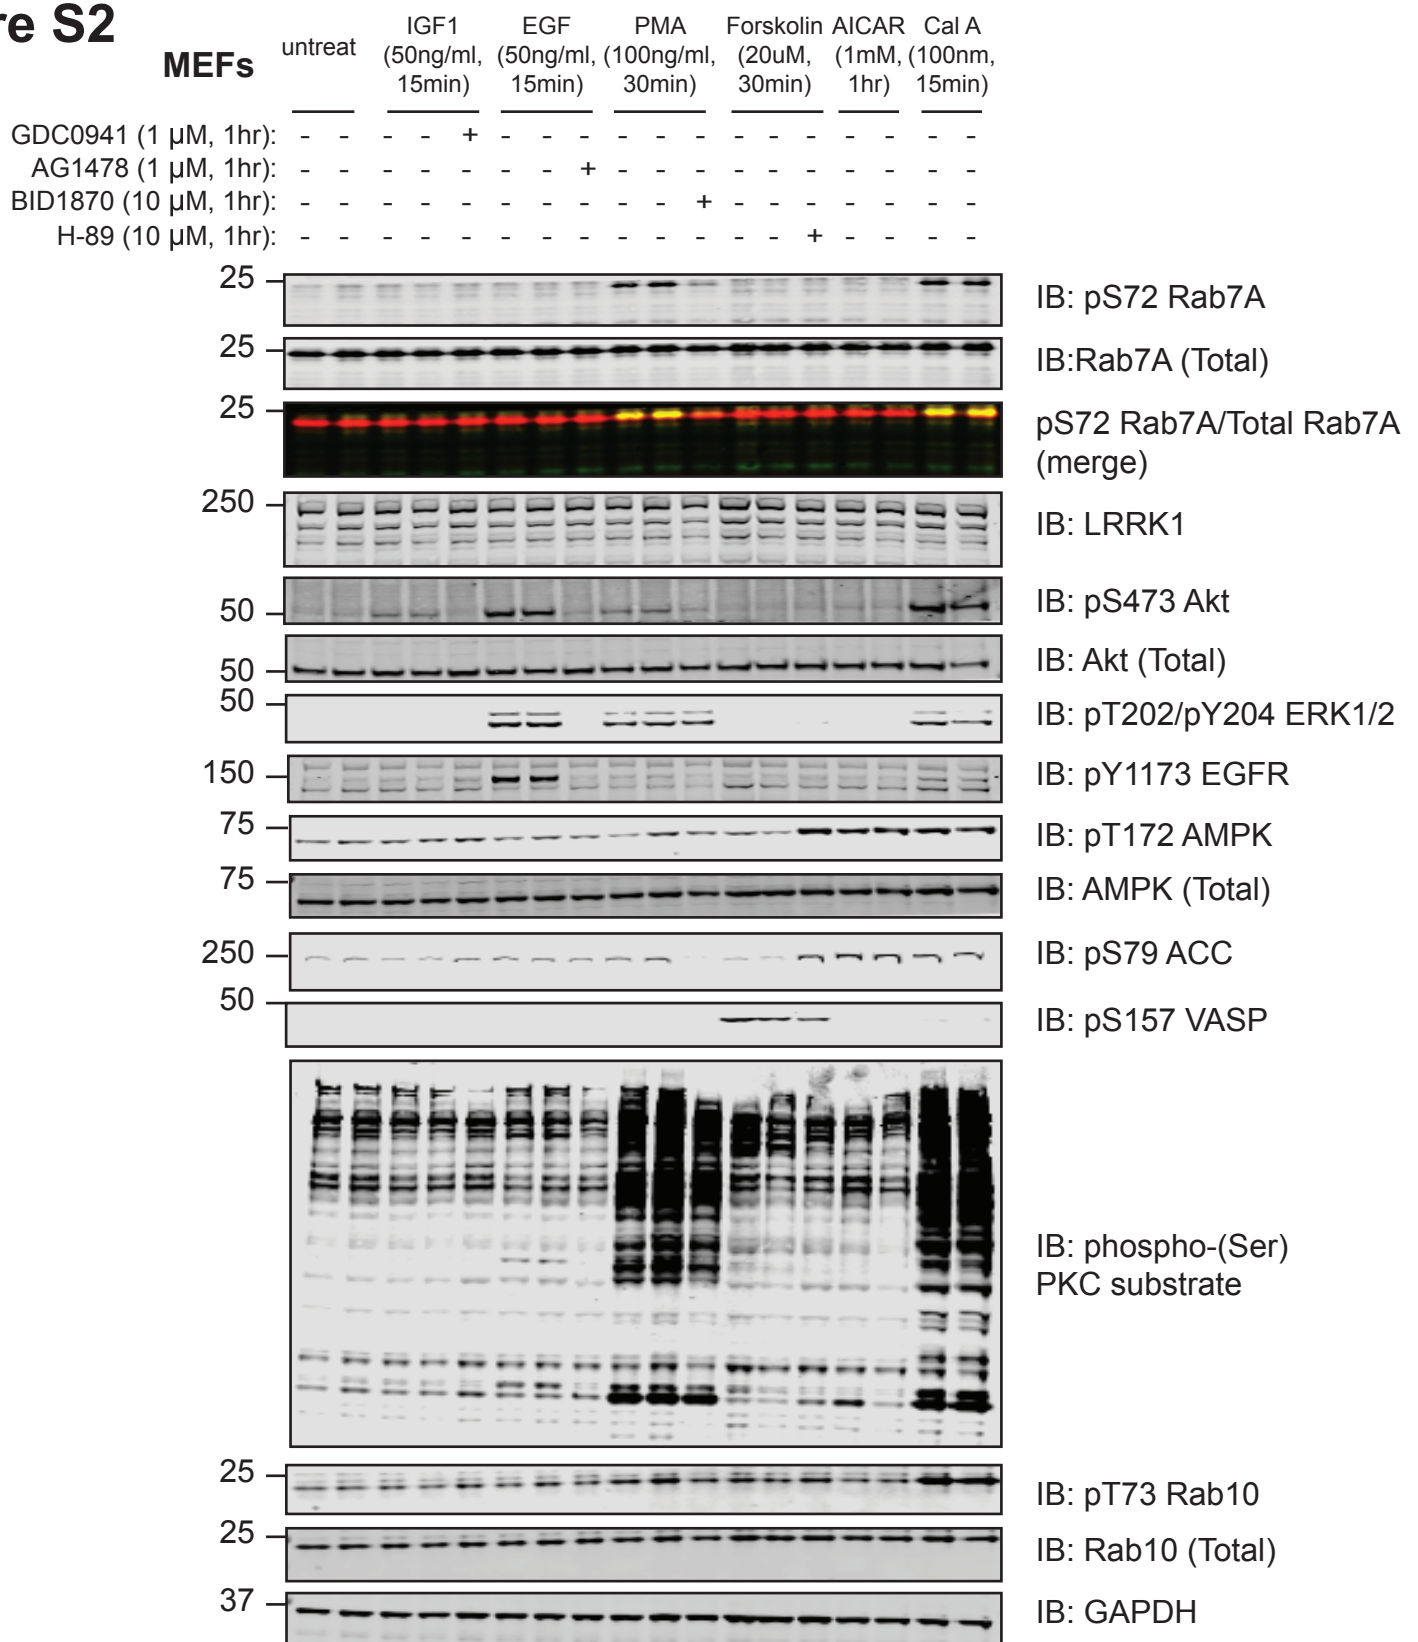 re S2
MEFs
untreat
IGF1
(50ng/ml,
15min)
EGF
(50ng/ml,
15min)
PMA
(100ng/ml,
30min)
Forskolin
(20uM,
30min)
AICAR
(1mM,
1hr)
Cal A
(100nm,
15min)
GDC0941 (1 µM, 1hr): - - - - + - - - - - - - - - - - - -
AG1478 (1 µM, 1hr): - - - - - - - + - - - - - - - - - -
BID1870 (10 µM, 1hr): - - - - - - - - - - + - - - - - - -
H-89 (10 µM, 1hr): - - - - - - - - - - - - - + - - - -
25
IB: pS72 Rab7A
25
IB:Rab7A (Total)
25
pS72 Rab7A/Total Rab7A
(merge)
250
IB: LRRK1
50
IB: pS473 Akt
50
IB: Akt (Total)
50
IB: pT202/pY204 ERK1/2
150
IB: pY1173 EGFR
75
IB: pT172 AMPK
75
IB: AMPK (Total)
250
IB: pS79 ACC
50
IB: pS157 VASP
IB: phospho-(Ser)
PKC substrate
25
IB: pT73 Rab10
25
IB: Rab10 (Total)
37
IB: GAPDH